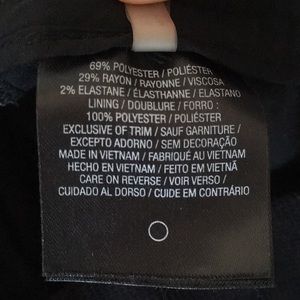 69% POLYESTER / POLIÉSTER
29% RAYON / RAYONNE / VISCOSA
2% ELASTANE / ÉLASTHANNE / ELASTANO
LINING / DOUBLURE / FORRO :
100% POLYESTER / POLIÉSTER
EXCLUSIVE OF TRIM / SAUF GARNITURE /
EXCEPTO ADORNO / SEM DECORAÇÃO
MADE IN VIETNAM / FABRIQUÉ AU VIETNAM
HECHO EN VIETNAM / FEITO EM VIETNÃ
CARE ON REVERSE / VOIR VERSO /
CUIDADO AL DORSO / CUIDE EM CONTRÁRIO